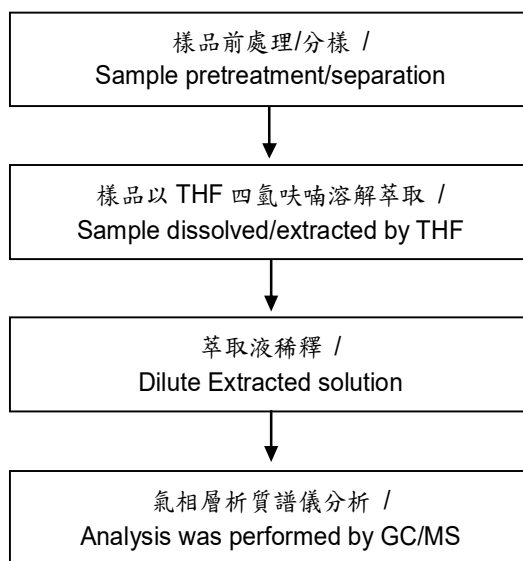 樣品前處理/分樣 /
Sample pretreatment/separation
樣品以 THF 四氫呋喃溶解萃取 /
Sample dissolved/extracted by THF
萃取液稀釋 /
Dilute Extracted solution
氣相層析質譜儀分析 /
Analysis was performed by GC/MS